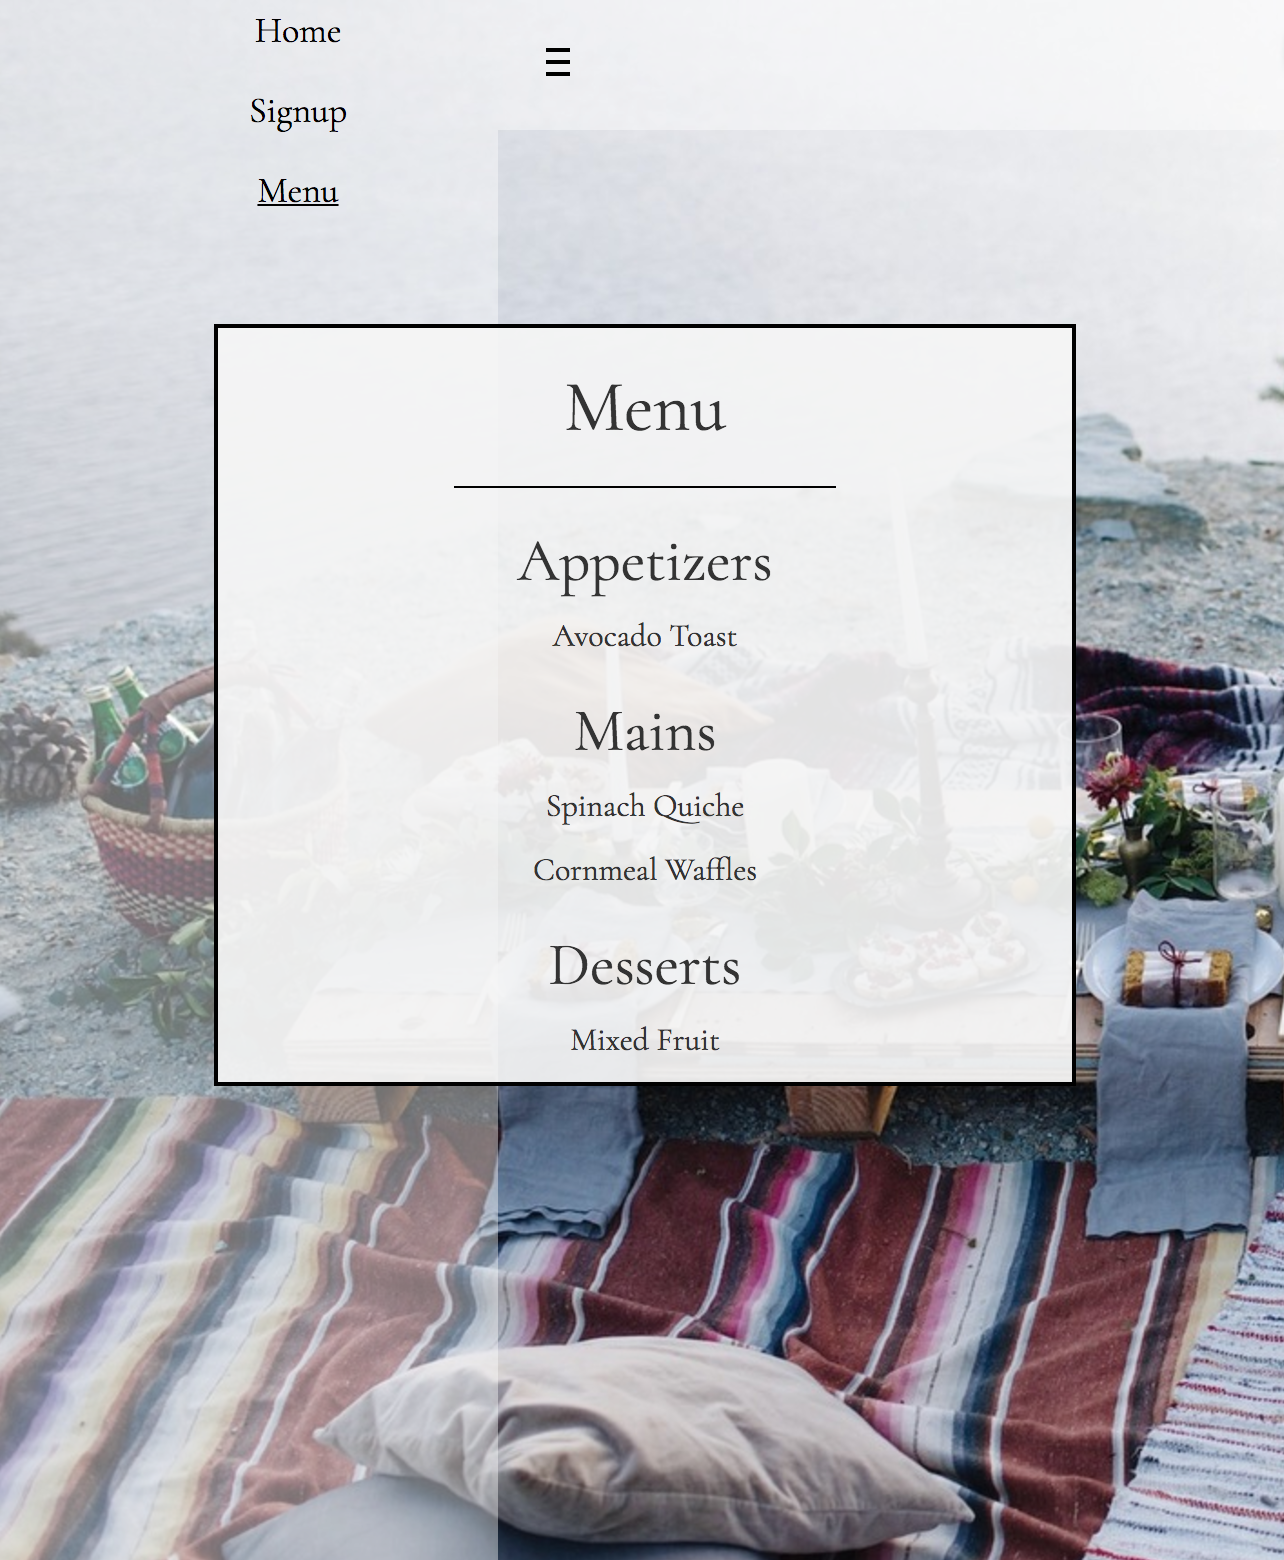 Home
Signup
Menu
Menu
Appetizers
Avocado Toast
Mains
Spinach Quiche
Cornmeal Waffles
Desserts
Mixed Fruit